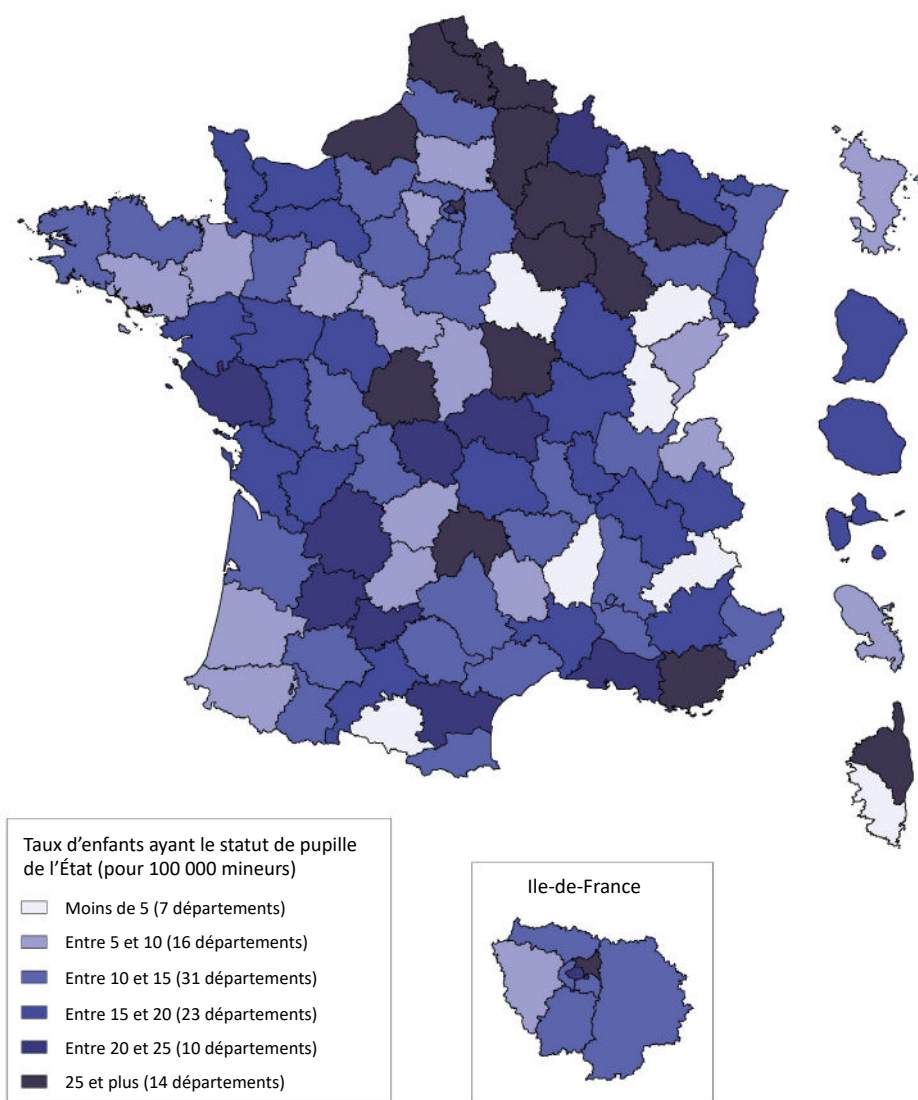 Taux d'enfants ayant le statut de pupille
de l'État (pour 100 000 mineurs)
Moins de 5 (7 départements)
Entre 5 et 10 (16 départements)
Entre 10 et 15 (31 départements)
Entre 15 et 20 (23 départements)
Entre 20 et 25 (10 départements)
25 et plus (14 départements)
Ile-de-France